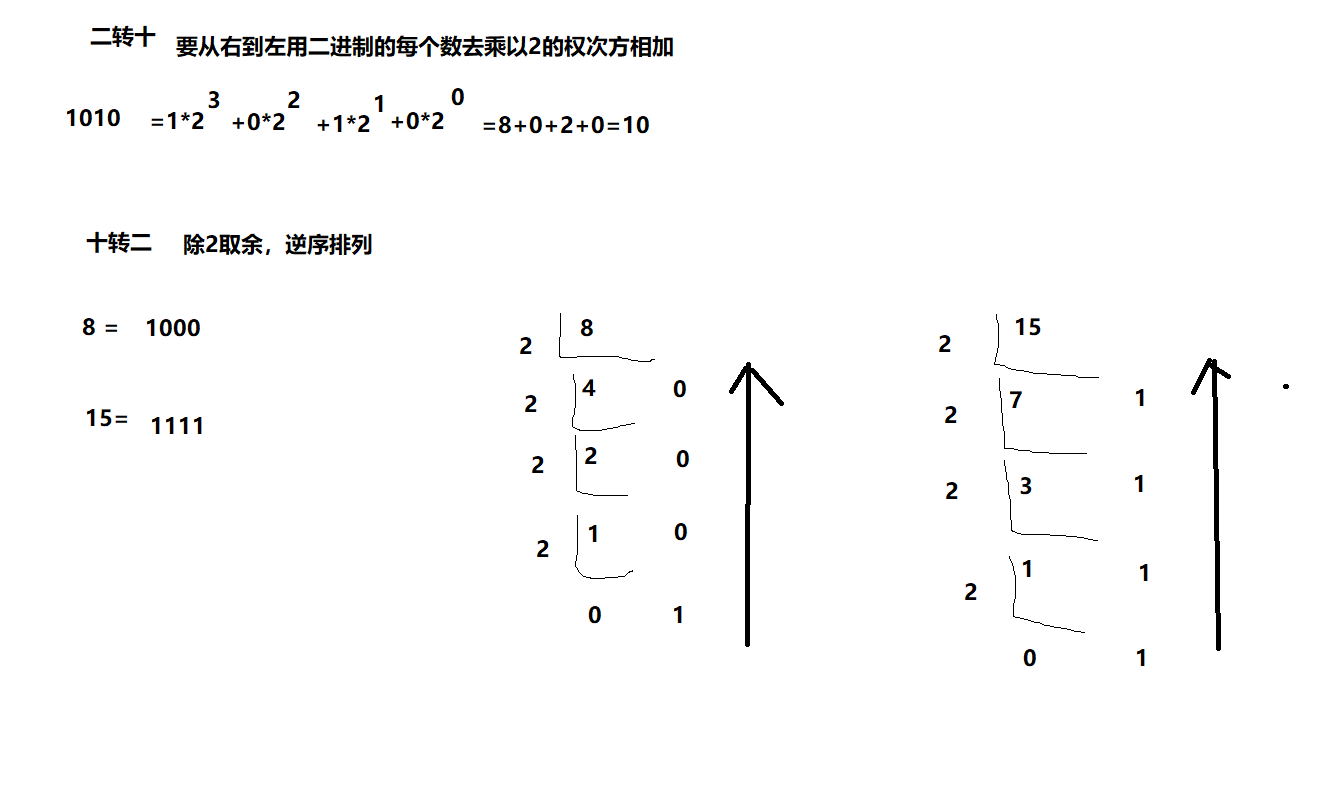 二转十 要从右到左用二进制的每个数去乘以2的权次方相加
1010 =1*2 3 +0*2 2 +1*2 1 +0*2 0 =8+0+2+0=10
十转二 除2取余，逆序排列
8 = 1000
15= 1111
2 8
2 4 0
2 2 0
2 1 0
0 1
2 15
2 7 1
2 3 1
2 1 1
0 1